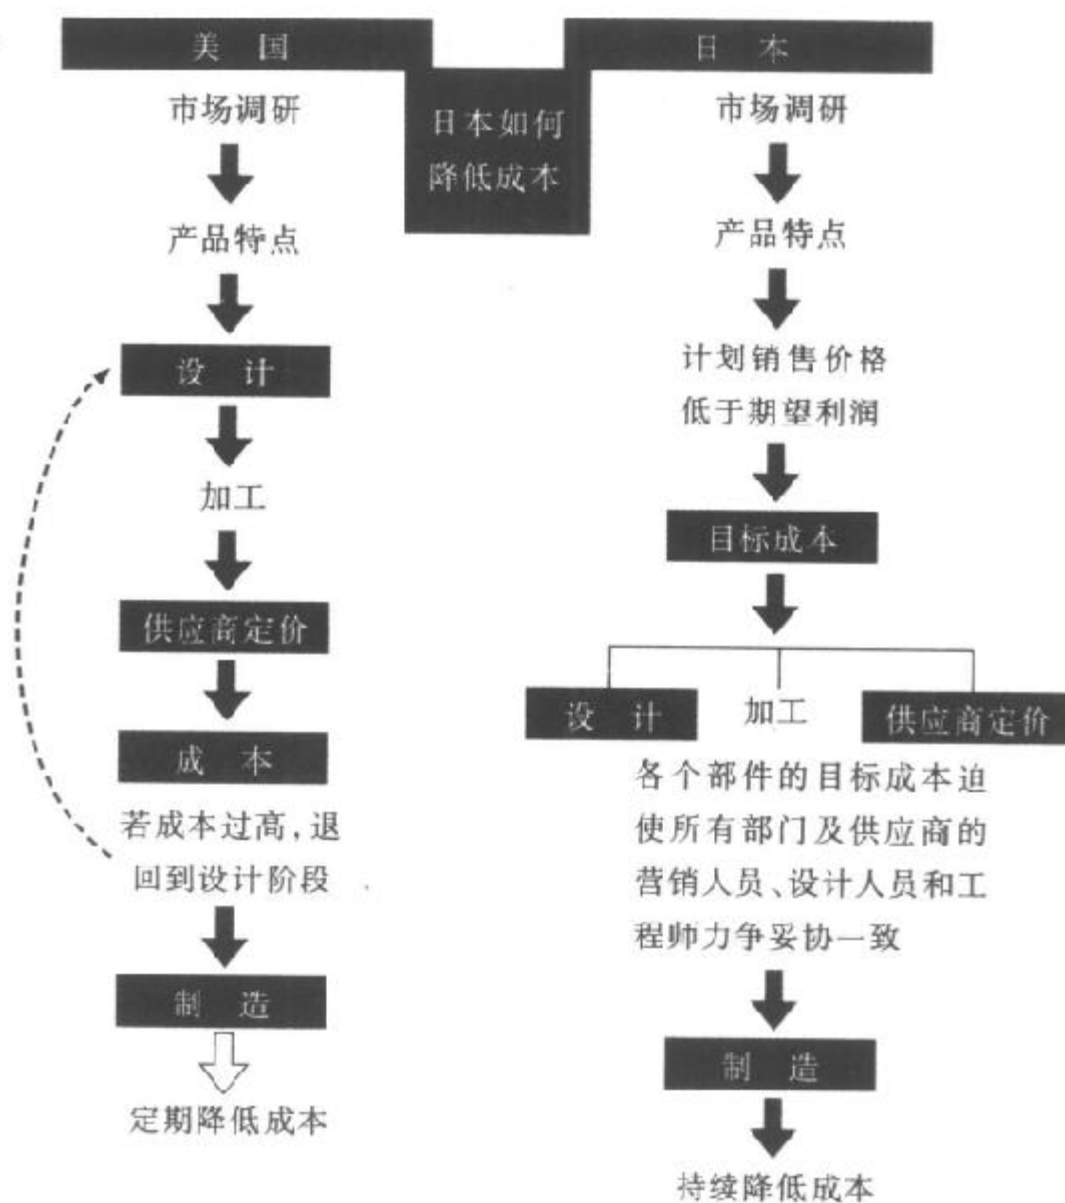 美 国
日本如何
降低成本
日 本
市场调研
产品特点
设 计
加工
供应商定价
成 本
若成本过高,退
回到设计阶段
制 造
定期降低成本
市场调研
产品特点
计划销售价格
低于期望利润
目标成本
设 计
加工
供应商定价
各个部件的目标成本迫
使所有部门及供应商的
营销人员、设计人员和工
程师力争妥协一致
制 造
持续降低成本